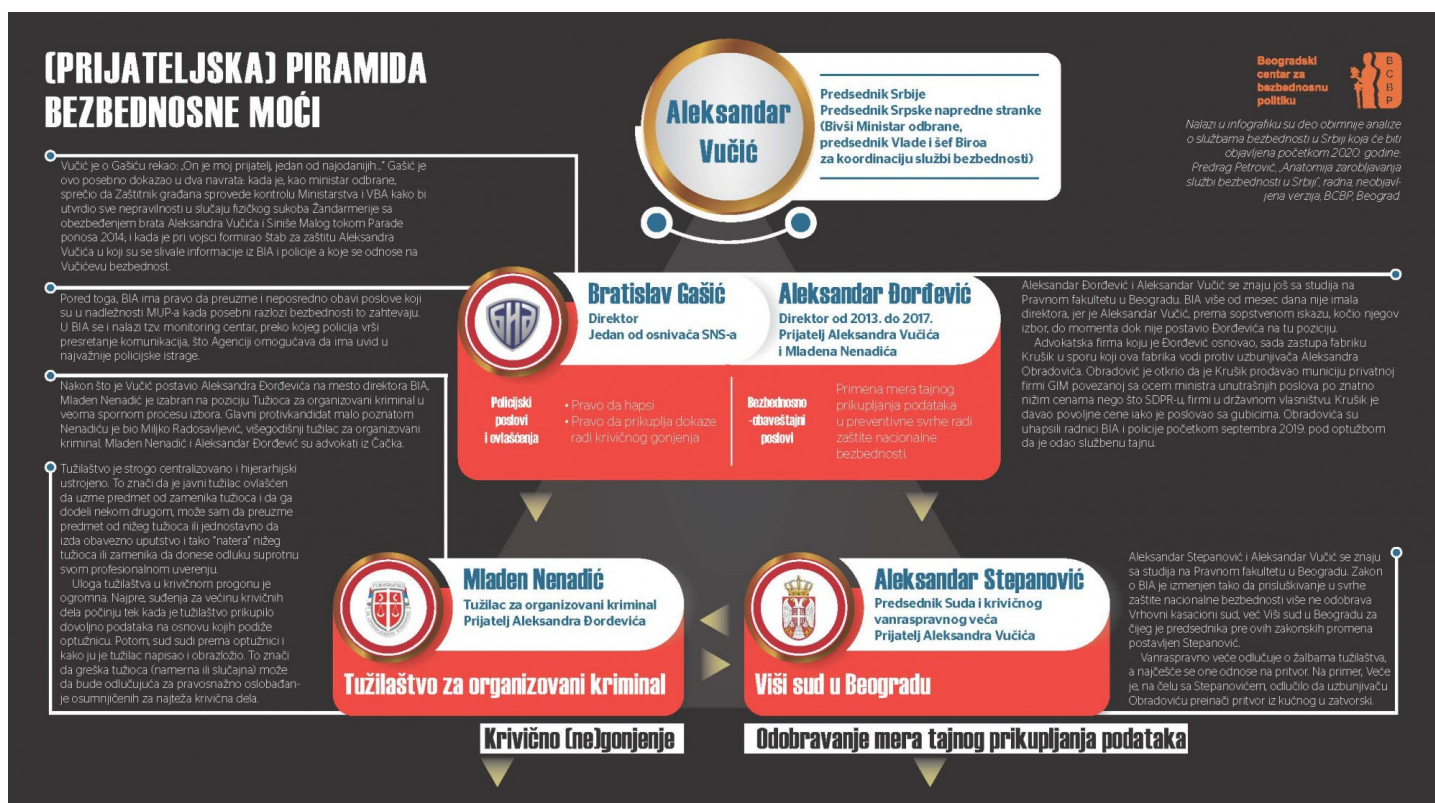 (PRIJATELJSKA) PIRAMIDA
BEZBEDNOSNE MOĆI
Aleksandar
Vučić
Predsednik Srbije
Predsednik Srpske napredne stranke
(Bivši Ministar odbrane,
predsednik Vlade i šef Biroa
za koordinaciju službi bezbednosti)
Beogradski
centar za
bezbednosnu
politiku
B
C
B
P
Nalazi u infografiku su deo obimnije analize
o službama bezbednosti u Srbiji koja će biti
objavljena početkom 2020. godine:
Predrag Petrović, „Anatomija zarobljavanja
službi bezbednosti u Srbiji", radna, neobjav-
ljena verzija, BCBP, Beograd.
Vučić je o Gašiću rekao: „On je moj prijatelj, jedan od najodanijih..." Gašić je
ovo posebno dokazao u dva navrata: kada je, kao ministar odbrane,
sprečio da Zaštitnik građana sprovede kontrolu Ministarstva i VBA kako bi
utvrdio sve nepravilnosti u slučaju fizičkog sukoba Žandarmerije sa
obezbeđenjem brata Aleksandra Vučića i Siniše Malog tokom Parade
ponosa 2014; i kada je pri vojsci formirao štab za zaštitu Aleksandra
Vučića u koji su se slivale informacije iz BIA i policije a koje se odnose na
Vučićevu bezbednost.
Pored toga, BIA ima pravo da preuzme i neposredno obavi poslove koji
su u nadležnosti MUP-a kada posebni razlozi bezbednosti to zahtevaju.
U BIA se i nalazi tzv. monitoring centar, preko kojeg policija vrši
presretanje komunikacija, što Agenciji omogućava da ima uvid u
najvažnije policijske istrage.
Nakon što je Vučić postavio Aleksandra Đorđevića na mesto direktora BIA,
Mladen Nenadić je izabran na poziciju Tužioca za organizovani kriminal u
veoma spornom procesu izbora. Glavni protivkandidat malo poznatom
Nenadiću je bio Miljko Radosavljević, višegodišnji tužilac za organizovani
kriminal. Mladen Nenadić i Aleksandar Đorđević su advokati iz Čačka.
Tužilaštvo je strogo centralizovano i hijerarhijski
ustrojeno. To znači da je javni tužilac ovlašćen
da uzme predmet od zamenika tužioca i da ga
dodeli nekom drugom, može sam da preuzme
predmet od nižeg tužioca ili jednostavno da
izda obavezno uputstvo i tako "natera" nižeg
tužioca ili zamenika da donese odluku suprotnu
svom profesionalnom uverenju.
Uloga tužilaštva u krivičnom progonu je
ogromna. Najpre, suđenja za većinu krivičnih
dela počinju tek kada je tužilaštvo prikupilo
dovoljno podataka na osnovu kojih podiže
optužnicu. Potom, sud sudi prema optužnici i
kako ju je tužilac napisao i obrazložio. To znači
da greška tužioca (namerna ili slučajna) može
da bude odlučujuća za pravosnažno oslobađan-
je osumnjičenih za najteža krivična dela.
БИА
Bratislav Gašić
Direktor
Jedan od osnivača SNS-a
Aleksandar Đorđević
Direktor od 2013. do 2017.
Prijatelj Aleksandra Vučića
i Mladena Nenadića
Policijski
poslovi
i ovlašćenja
• Pravo da hapsi
• Pravo da prikuplja dokaze
radi krivičnog gonjenja
Bezbednosno
-obaveštajni
poslovi
Primena mera tajnog
prikupljanja podataka
u preventivne svrhe radi
zaštite nacionalne
bezbednosti.
Aleksandar Đorđević i Aleksandar Vučić se znaju još sa studija na
Pravnom fakultetu u Beogradu. BIA više od mesec dana nije imala
direktora, jer je Aleksandar Vučić, prema sopstvenom iskazu, kočio njegov
izbor, do momenta dok nije postavio Đorđevića na tu poziciju.
Advokatska firma koju je Đorđević osnovao, sada zastupa fabriku
Krušik u sporu koji ova fabrika vodi protiv uzbunjivača Aleksandra
Obradovića. Obradović je otkrio da je Krušik prodavao municiju privatnoj
firmi GIM povezanoj sa ocem ministra unutrašnjih poslova po znatno
nižim cenama nego što SDPR-u, firmi u državnom vlasništvu. Krušik je
davao povoljne cene iako je poslovao sa gubicima. Obradovića su
uhapsili radnici BIA i policije početkom septembra 2019. pod optužbom
da je odao službenu tajnu.
Mladen Nenadić
Tužilac za organizovani kriminal
Prijatelj Aleksandra Đorđevića
Tužilaštvo za organizovani kriminal
Aleksandar Stepanović
Predsednik Suda i krivičnog
vanraspravnog veća
Prijatelj Aleksandra Vučića
Viši sud u Beogradu
Aleksandar Stepanović i Aleksandar Vučić se znaju
sa studija na Pravnom fakultetu u Beogradu. Zakon
o BIA je izmenjen tako da prisluškivanje u svrhe
zaštite nacionalne bezbednosti više ne odobrava
Vrhovni kasacioni sud, već Viši sud u Beogradu za
čijeg je predsednika pre ovih zakonskih promena
postavljen Stepanović.
Vanraspravno veće odlučuje o žalbama tužilaštva,
a najčešće se one odnose na pritvor. Na primer, Veće
je, na čelu sa Stepanovićem, odlučilo da uzbunjivaču
Obradoviću preinači pritvor iz kućnog u zatvorski.
Krivično (ne)gonjenje
Odobravanje mera tajnog prikupljanja podataka